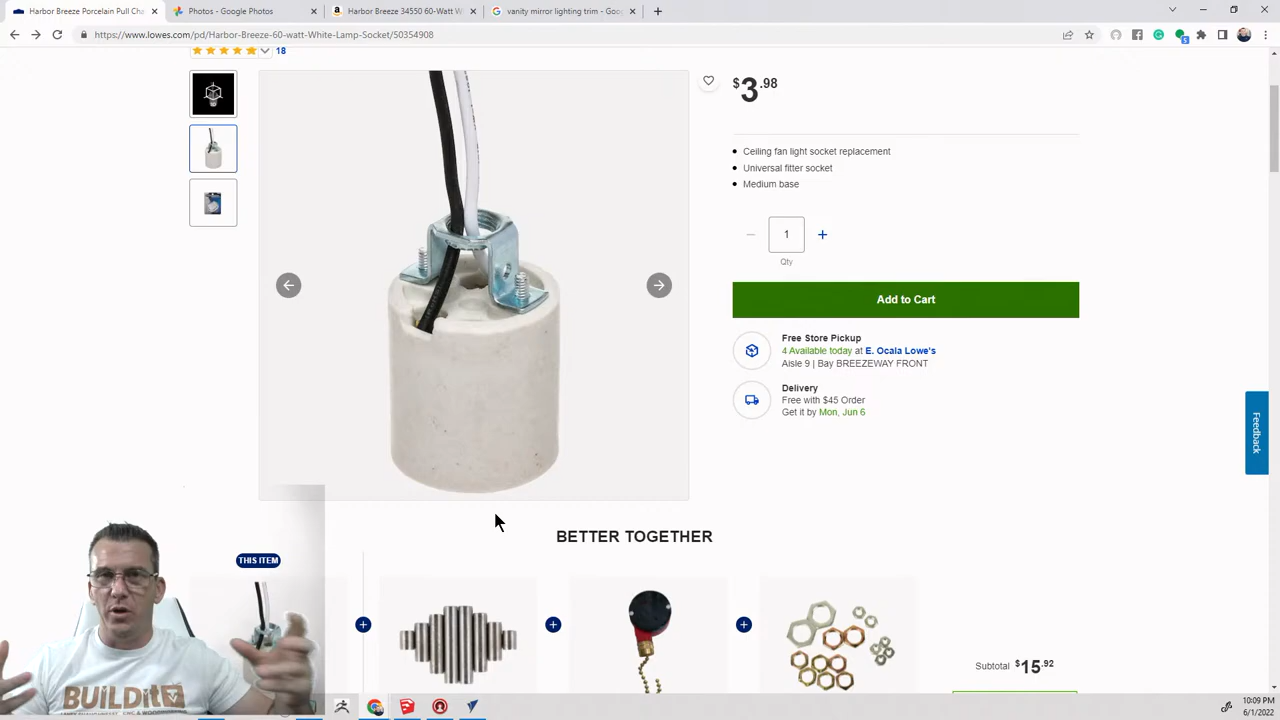 Harbor Breeze Porcelain Pull Cha
Photos - Google Photos
Harbor Breeze 34550 60-Watt W
vanity mirror lighting trim - Goog
https://www.lowes.com/pd/Harbor-Breeze-60-watt-White-Lamp-Socket/50354908
18
$3.98
Ceiling fan light socket replacement
Universal fitter socket
Medium base
1
Qty
Add to Cart
Free Store Pickup
4 Available today at E. Ocala Lowe's
Aisle 9 | Bay BREEZEWAY FRONT
Delivery
Free with $45 Order
Get it by Mon, Jun 6
Feedback
BETTER TOGETHER
THIS ITEM
Subtotal $15.92
BUiLDiT
10:09 PM
6/1/2022